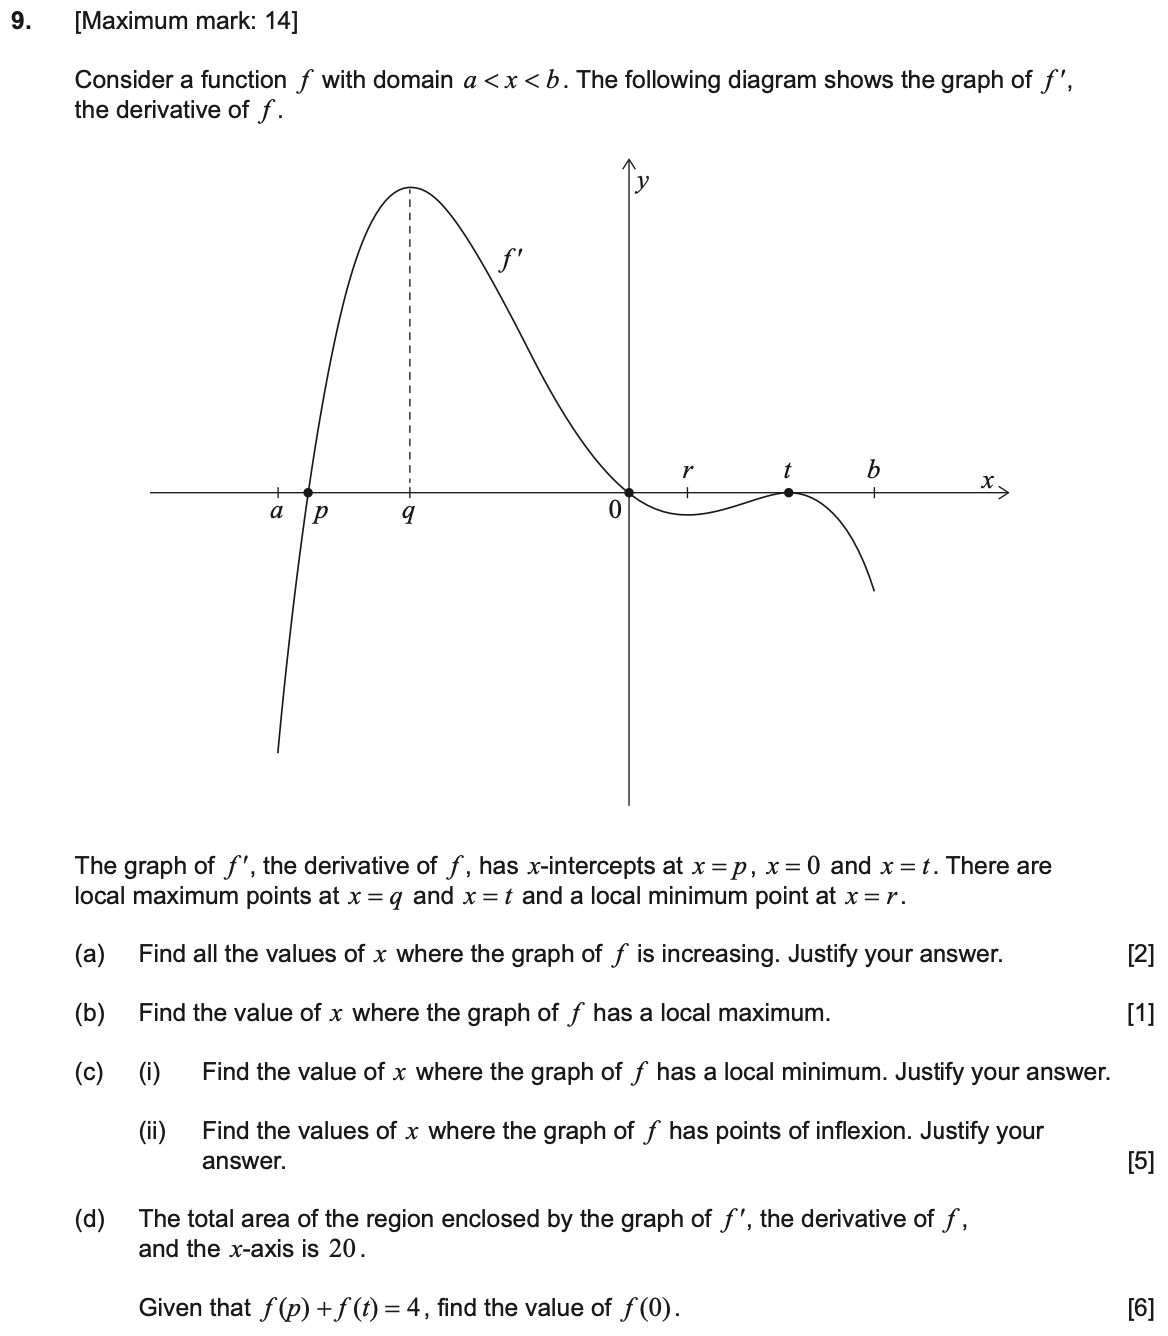 9. [Maximum mark: 14]
Consider a function f with domain a < x < b. The following diagram shows the graph of f′,
the derivative of f.
y
f′
r t b x
a p q 0
The graph of f′, the derivative of f, has x-intercepts at x = p, x = 0 and x = t. There are
local maximum points at x = q and x = t and a local minimum point at x = r.
(a) Find all the values of x where the graph of f is increasing. Justify your answer. [2]
(b) Find the value of x where the graph of f has a local maximum. [1]
(c) (i) Find the value of x where the graph of f has a local minimum. Justify your answer.
(ii) Find the values of x where the graph of f has points of inflexion. Justify your
answer. [5]
(d) The total area of the region enclosed by the graph of f′, the derivative of f,
and the x-axis is 20.
Given that f(p) + f(t) = 4, find the value of f(0). [6]